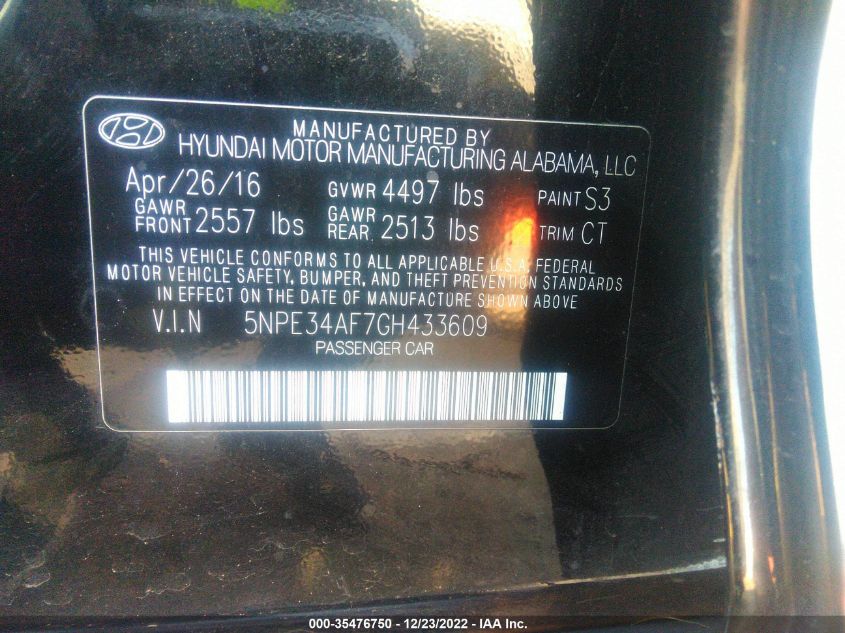 MANUFACTURED BY
HYUNDAI MOTOR MANUFACTURING ALABAMA, LLC
Apr/26/16 GVWR 4497 lbs PAINT S3
GAWR FRONT 2557 lbs GAWR REAR 2513 lbs TRIM CT
THIS VEHICLE CONFORMS TO ALL APPLICABLE U.S.A. FEDERAL
MOTOR VEHICLE SAFETY, BUMPER, AND THEFT PREVENTION STANDARDS
IN EFFECT ON THE DATE OF MANUFACTURE SHOWN ABOVE
V.I.N 5NPE34AF7GH433609
PASSENGER CAR
000-35476750 - 12/23/2022 - IAA Inc.